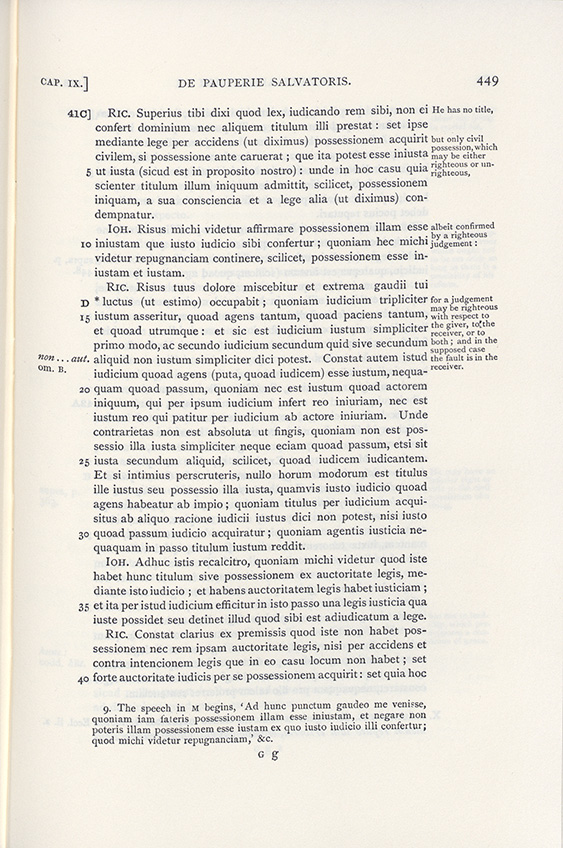 CAP. IX.] DE PAUPERIE SALVATORIS. 449
41C] RIC. Superius tibi dixi quod lex, iudicando rem sibi, non ei He has no title,
confert dominium nec aliquem titulum illi prestat: set ipse
mediante lege per accidens (ut diximus) possessionem acquirit but only civil
civilem, si possessione ante caruerat; que ita potest esse iniusta possession, which may be either
5 ut iusta (sicud est in proposito nostro): unde in hoc casu quia righteous or un-righteous,
scienter titulum illum iniquum admittit, scilicet, possessionem
iniquam, a sua consciencia et a lege alia (ut diximus) con-
dempnatur.
IOH. Risus michi videtur affirmare possessionem illam esse albeit confirmed
10 iniustam que iusto iudicio sibi confertur; quoniam hec michi by a righteous judgement:
videtur repugnanciam continere, scilicet, possessionem esse in-
iustam et iustam.
RIC. Risus tuus dolore miscebitur et extrema gaudii tui
D *luctus (ut estimo) occupabit; quoniam iudicium tripliciter for a judgement
15 iustum asseritur, quoad agens tantum, quoad paciens tantum, may be righteous with respect to
et quoad utrumque: et sic est iudicium iustum simpliciter the giver, to the receiver, or to
primo modo, ac secundo iudicium secundum quid sive secundum both; and in the supposed case
non . . . aut. om. B. aliquid non iustum simpliciter dici potest. Constat autem istud the fault is in the
iudicium quoad agens (puta, quoad iudicem) esse iustum, nequa- receiver.
20 quam quoad passum, quoniam nec est iustum quoad actorem
iniquum, qui per ipsum iudicium infert reo iniuriam, nec est
iustum reo qui patitur per iudicium ab actore iniuriam. Unde
contrarietas non est absoluta ut fingis, quoniam non est pos-
sessio illa iusta simpliciter neque eciam quoad passum, etsi sit
25 iusta secundum aliquid, scilicet, quoad iudicem iudicantem.
Et si intimius perscruteris, nullo horum modorum est titulus
ille iustus seu possessio illa iusta, quamvis iusto iudicio quoad
agens habeatur ab impio; quoniam titulus per iudicium acqui-
situs ab aliquo racione iudicii iustus dici non potest, nisi iusto
30 quoad passum iudicio acquiratur; quoniam agentis iusticia ne-
quaquam in passo titulum iustum reddit.
IOH. Adhuc istis recalcitro, quoniam michi videtur quod iste
habet hunc titulum sive possessionem ex auctoritate legis, me-
diante isto iudicio; et habens auctoritatem legis habet iusticiam;
35 et ita per istud iudicium efficitur in isto passo una legis iusticia qua
iuste possidet seu detinet illud quod sibi est adiudicatum a lege.
RIC. Constat clarius ex premissis quod iste non habet pos-
sessionem nec rem ipsam auctoritate legis, nisi per accidens et
contra intencionem legis que in eo casu locum non habet; set
40 forte auctoritate iudicis per se possessionem acquirit: set quia hoc
9. The speech in M begins, 'Ad hunc punctum gaudeo me venisse,
quoniam iam fateris possessionem illam esse iniustam, et negare non
poteris illam possessionem esse iustam ex quo iusto iudicio illi confertur;
quod michi videtur repugnanciam,' &c.
G g